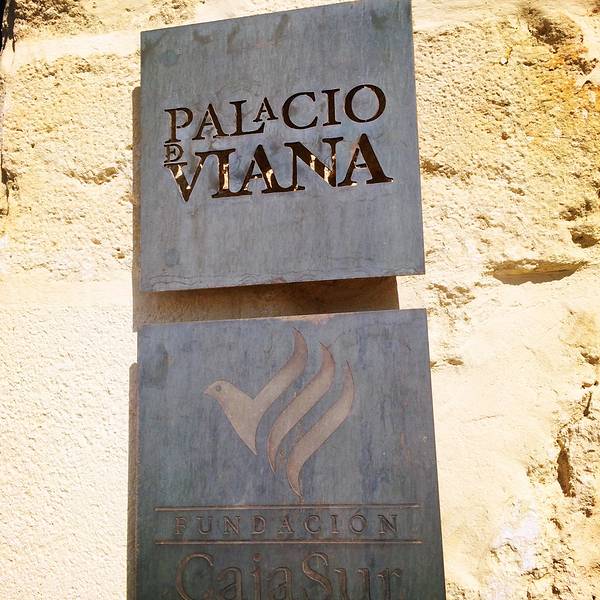 PALACIO
DE
VIANA
FUNDACIÓN
CajaSur